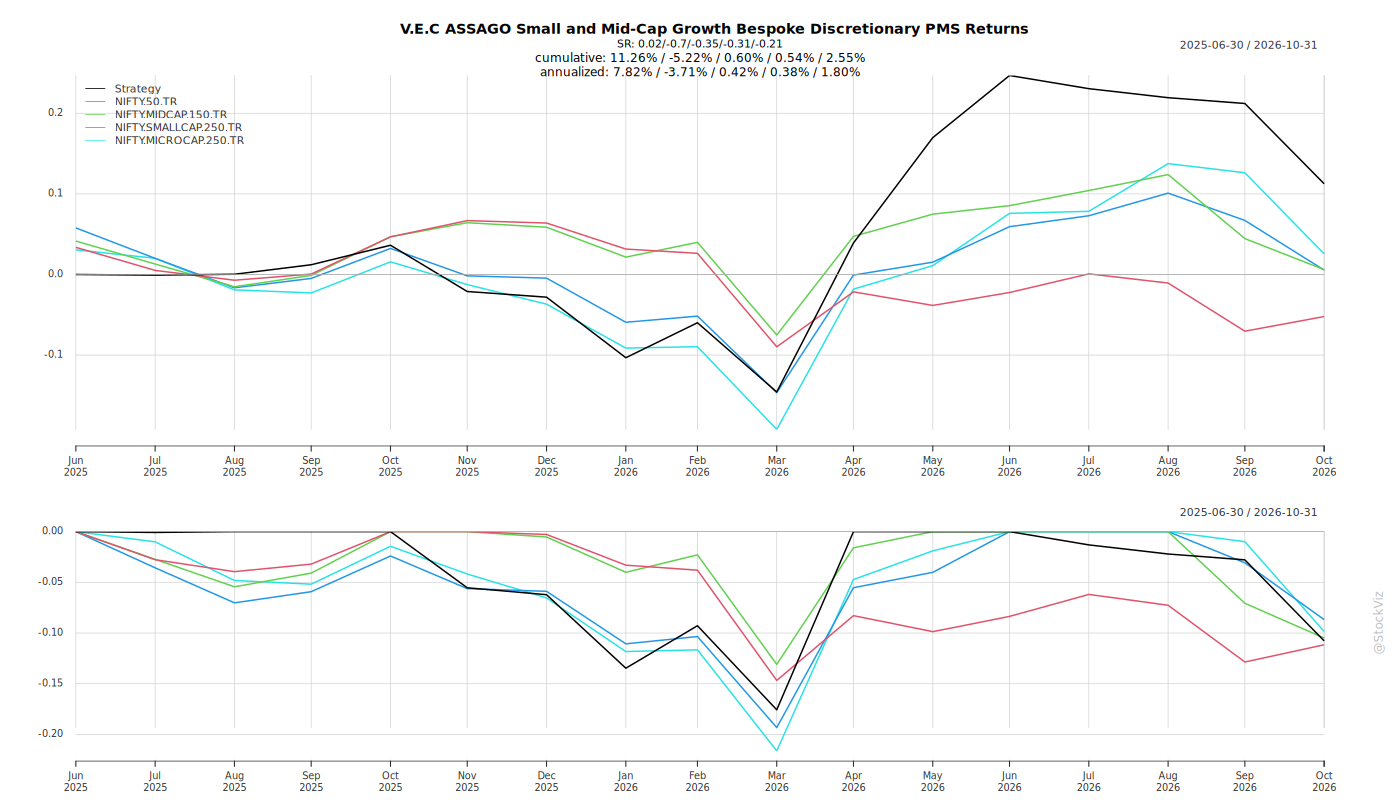 V.E.C ASSAGO Small and Mid-Cap Growth Bespoke Discretionary PMS Returns
SR: 0.02/-0.7/-0.35/-0.31/-0.21
cumulative: 11.26% / -5.22% / 0.60% / 0.54% / 2.55%
annualized: 7.82% / -3.71% / 0.42% / 0.38% / 1.80%
2025-06-30 / 2026-10-31
Strategy
NIFTY.50.TR
NIFTY.MIDCAP.150.TR
NIFTY.SMALLCAP.250.TR
NIFTY.MICROCAP.250.TR
0.2
0.1
0.0
-0.1
Jun Jul Aug Sep Oct Nov Dec Jan Feb Mar Apr May Jun Jul Aug Sep Oct
2025 2025 2025 2025 2025 2025 2025 2026 2026 2026 2026 2026 2026 2026 2026 2026 2026
2025-06-30 / 2026-10-31
0.00
-0.05
-0.10
-0.15
-0.20
Jun Jul Aug Sep Oct Nov Dec Jan Feb Mar Apr May Jun Jul Aug Sep Oct
2025 2025 2025 2025 2025 2025 2025 2026 2026 2026 2026 2026 2026 2026 2026 2026 2026
@StockViz